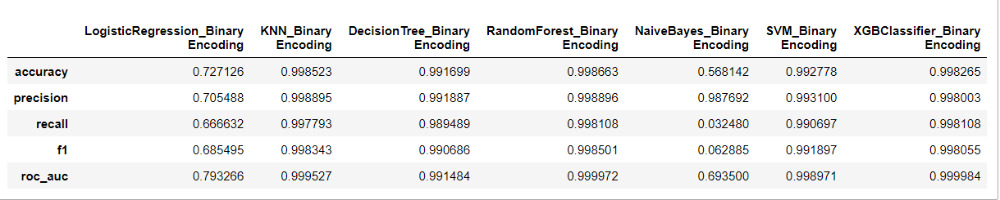 LogisticRegression_Binary KNN_Binary DecisionTree_Binary RandomForest_Binary NaiveBayes_Binary SVM_Binary XGBClassifier_Binary
Encoding Encoding Encoding Encoding Encoding Encoding Encoding
accuracy 0.727126 0.998523 0.991699 0.998663 0.568142 0.992778 0.998265
precision 0.705488 0.998895 0.991887 0.998896 0.987692 0.993100 0.998003
recall 0.666632 0.997793 0.989489 0.998108 0.032480 0.990697 0.998108
f1 0.685495 0.998343 0.990686 0.998501 0.062885 0.991897 0.998055
roc_auc 0.793266 0.999527 0.991484 0.999972 0.693500 0.998971 0.999984